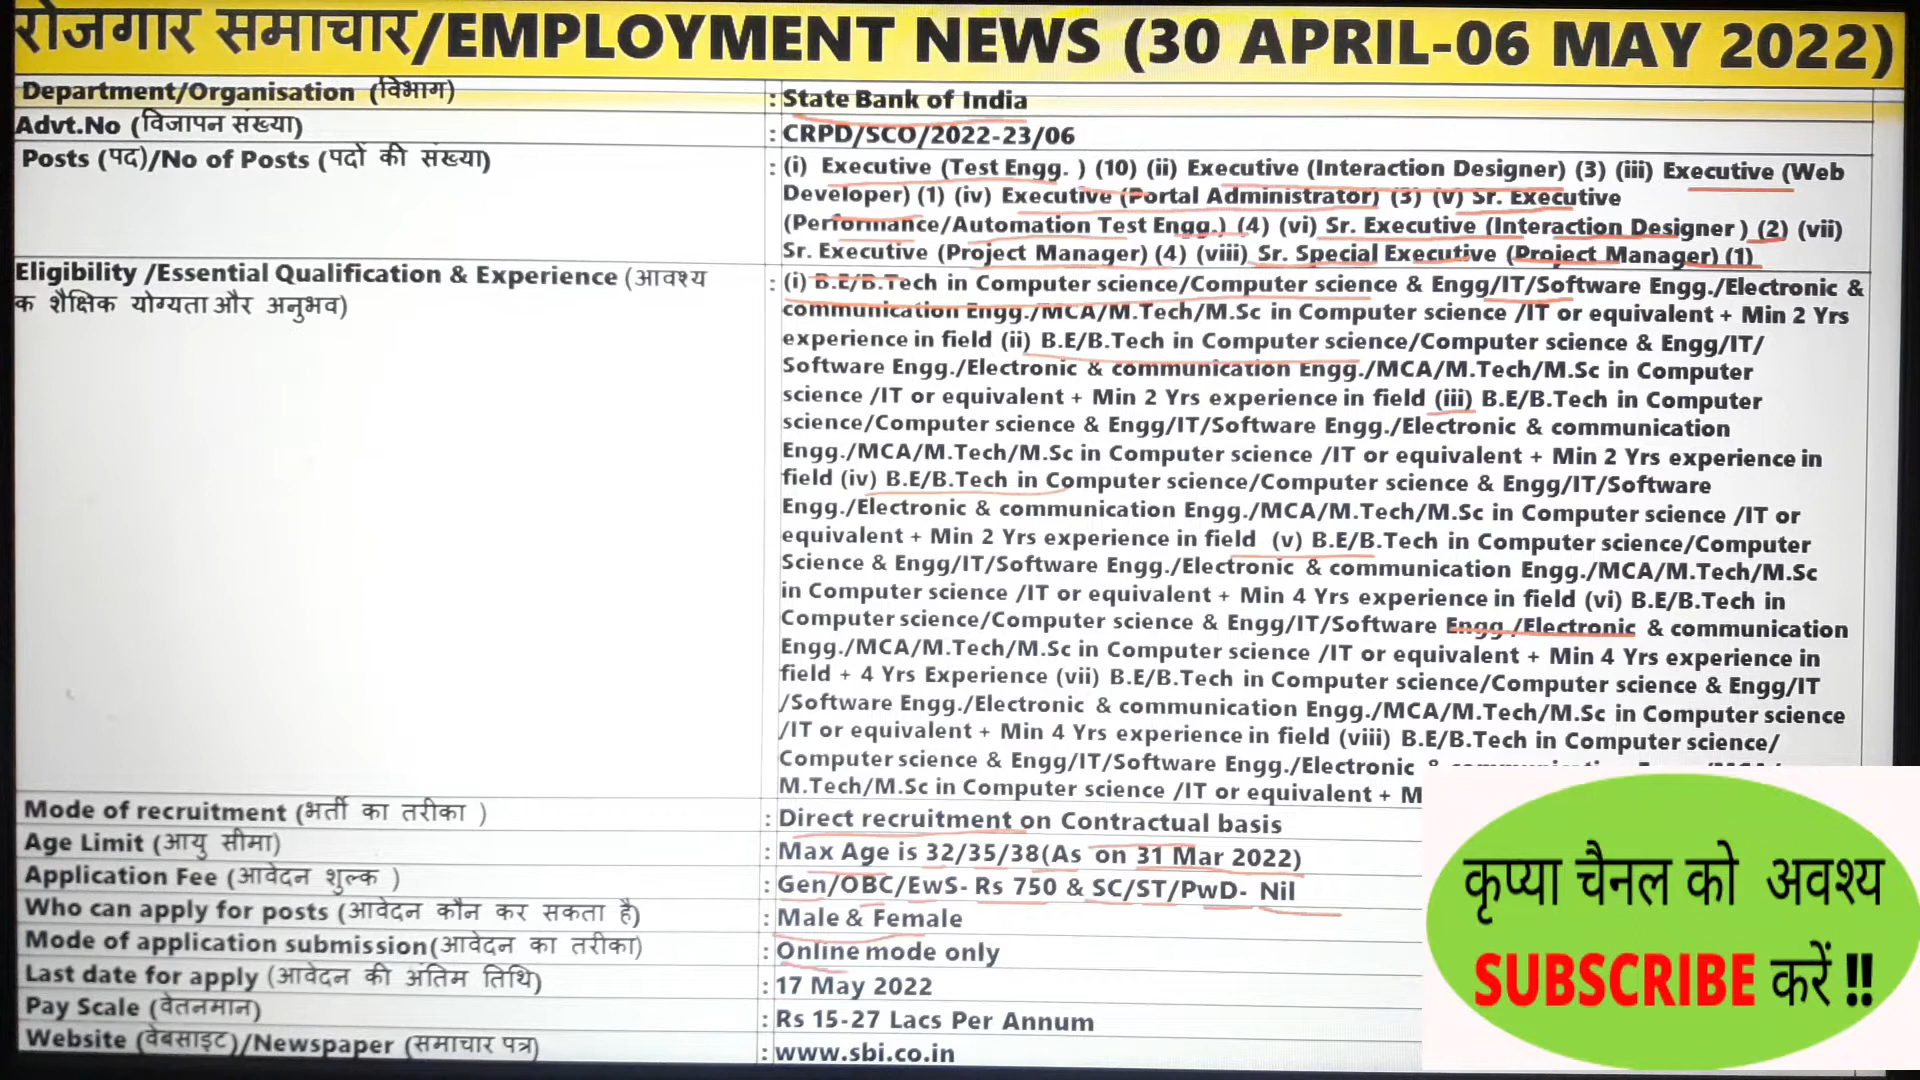 रोजगार समाचार/EMPLOYMENT NEWS (30 APRIL-06 MAY 2022)
Department/Organisation (विभाग)
: State Bank of India
Advt.No (विजापन संख्या)
: CRPD/SCO/2022-23/06
Posts (पद)/No of Posts (पदों की संख्या)
: (i) Executive (Test Engg. ) (10) (ii) Executive (Interaction Designer) (3) (iii) Executive (Web
Developer) (1) (iv) Executive (Portal Administrator) (3) (v) Sr. Executive
(Performance/Automation Test Engg.) (4) (vi) Sr. Executive (Interaction Designer ) (2) (vii)
Sr. Executive (Project Manager) (4) (viii) Sr. Special Executive (Project Manager) (1)
Eligibility /Essential Qualification & Experience (आवश्य
क शैक्षिक योग्यता और अनुभव)
: (i) B.E/B.Tech in Computer science/Computer science & Engg/IT/Software Engg./Electronic &
communication Engg./MCA/M.Tech/M.Sc in Computer science /IT or equivalent + Min 2 Yrs
experience in field (ii) B.E/B.Tech in Computer science/Computer science & Engg/IT/
Software Engg./Electronic & communication Engg./MCA/M.Tech/M.Sc in Computer
science /IT or equivalent + Min 2 Yrs experience in field (iii) B.E/B.Tech in Computer
science/Computer science & Engg/IT/Software Engg./Electronic & communication
Engg./MCA/M.Tech/M.Sc in Computer science /IT or equivalent + Min 2 Yrs experience in
field (iv) B.E/B.Tech in Computer science/Computer science & Engg/IT/Software
Engg./Electronic & communication Engg./MCA/M.Tech/M.Sc in Computer science /IT or
equivalent + Min 2 Yrs experience in field (v) B.E/B.Tech in Computer science/Computer
Science & Engg/IT/Software Engg./Electronic & communication Engg./MCA/M.Tech/M.Sc
in Computer science /IT or equivalent + Min 4 Yrs experience in field (vi) B.E/B.Tech in
Computer science/Computer science & Engg/IT/Software Engg./Electronic & communication
Engg./MCA/M.Tech/M.Sc in Computer science /IT or equivalent + Min 4 Yrs experience in
field + 4 Yrs Experience (vii) B.E/B.Tech in Computer science/Computer science & Engg/IT
/Software Engg./Electronic & communication Engg./MCA/M.Tech/M.Sc in Computer science
/IT or equivalent + Min 4 Yrs experience in field (viii) B.E/B.Tech in Computer science/
Computer science & Engg/IT/Software Engg./Electronic
M.Tech/M.Sc in Computer science /IT or equivalent + M
Mode of recruitment (भर्ती का तरीका )
: Direct recruitment on Contractual basis
Age Limit (आयु सीमा)
: Max Age is 32/35/38(As on 31 Mar 2022)
Application Fee (आवेदन शुल्क )
: Gen/OBC/EwS- Rs 750 & SC/ST/PwD- Nil
Who can apply for posts (आवेदन कौन कर सकता है)
: Male & Female
Mode of application submission(आवेदन का तरीका)
: Online mode only
Last date for apply (आवेदन की अंतिम तिथि)
: 17 May 2022
Pay Scale (वेतनमान)
: Rs 15-27 Lacs Per Annum
Website (वेबसाइट)/Newspaper (समाचार पत्र)
: www.sbi.co.in
कृप्या चैनल को अवश्य
SUBSCRIBE करें !!